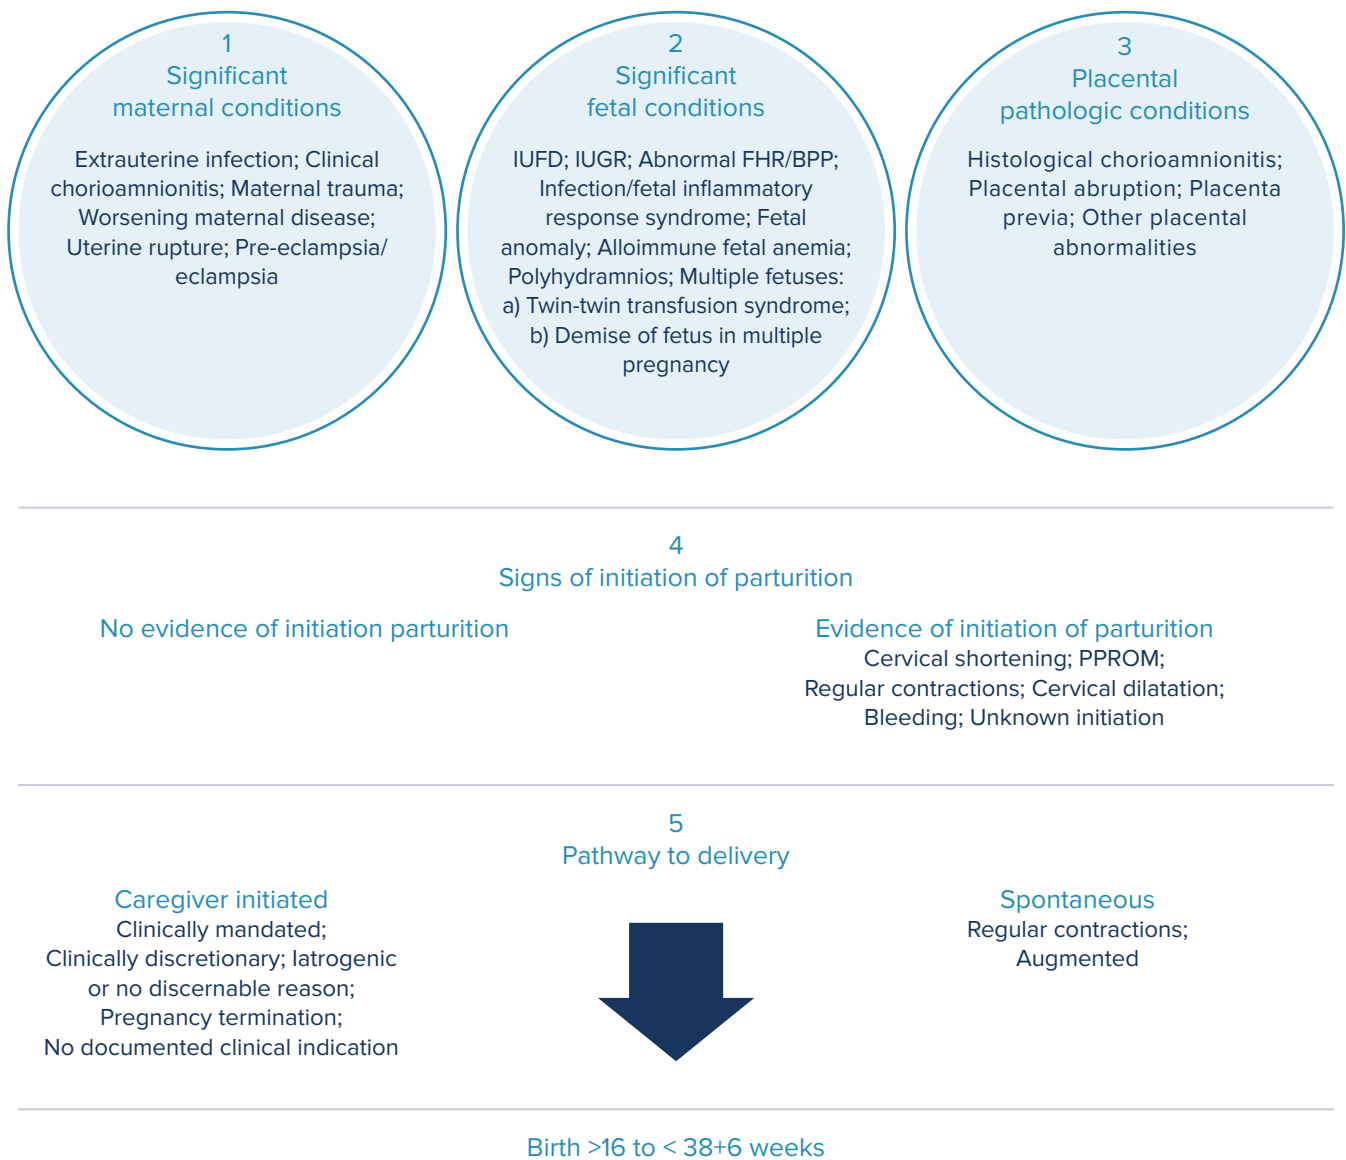 1
Significant
maternal conditions
Extrauterine infection; Clinical
chorioamnionitis; Maternal trauma;
Worsening maternal disease;
Uterine rupture; Pre-eclampsia/
eclampsia
2
Significant
fetal conditions
IUFD; IUGR; Abnormal FHR/BPP;
Infection/fetal inflammatory
response syndrome; Fetal
anomaly; Alloimmune fetal anemia;
Polyhydramnios; Multiple fetuses:
a) Twin-twin transfusion syndrome;
b) Demise of fetus in multiple
pregnancy
3
Placental
pathologic conditions
Histological chorioamnionitis;
Placental abruption; Placenta
previa; Other placental
abnormalities
4
Signs of initiation of parturition
No evidence of initiation parturition
Evidence of initiation of parturition
Cervical shortening; PPROM;
Regular contractions; Cervical dilatation;
Bleeding; Unknown initiation
5
Pathway to delivery
Caregiver initiated
Clinically mandated;
Clinically discretionary; Iatrogenic
or no discernable reason;
Pregnancy termination;
No documented clinical indication
Spontaneous
Regular contractions;
Augmented
Birth >16 to < 38+6 weeks